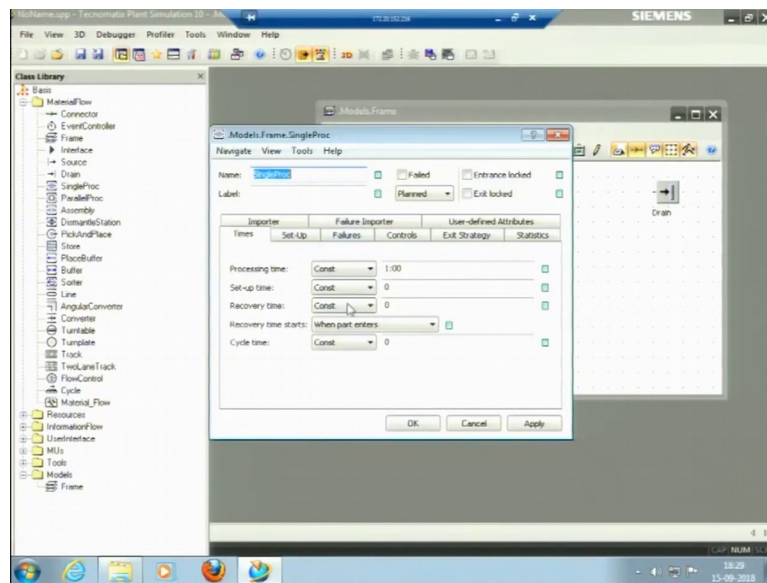 NoName.spp - Tecnomatix Plant Simulation 10 - .M
172.20.152.216
SIEMENS
File View 3D Debugger Profiler Tools Window Help
3D
Class Library
Basis
MaterialFlow
Connector
EventController
Frame
Interface
Source
Drain
SingleProc
ParallelProc
Assembly
DismantleStation
PickAndPlace
Store
PlaceBuffer
Buffer
Sorter
Line
AngularConverter
Converter
Turntable
Turnplate
Track
TwoLaneTrack
FlowControl
Cycle
Material_Flow
Resources
InformationFlow
UserInterface
MUs
Tools
Models
Frame
.Models.Frame
Drain
.Models.Frame.SingleProc
Navigate View Tools Help
Name: SingleProc Failed Entrance locked
Label: Planned Exit locked
Importer Failure Importer User-defined Attributes
Times Set-Up Failures Controls Exit Strategy Statistics
Processing time: Const 1:00
Set-up time: Const 0
Recovery time: Const 0
Recovery time starts: When part enters
Cycle time: Const 0
OK Cancel Apply
CAP NUM
18:29
15-09-2018